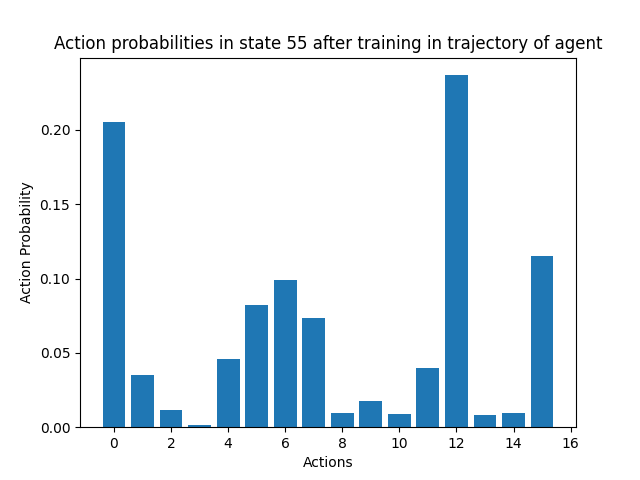 Action probabilities in state 55 after training in trajectory of agent
Action Probability
0.20
0.15
0.10
0.05
0.00
0 2 4 6 8 10 12 14 16
Actions